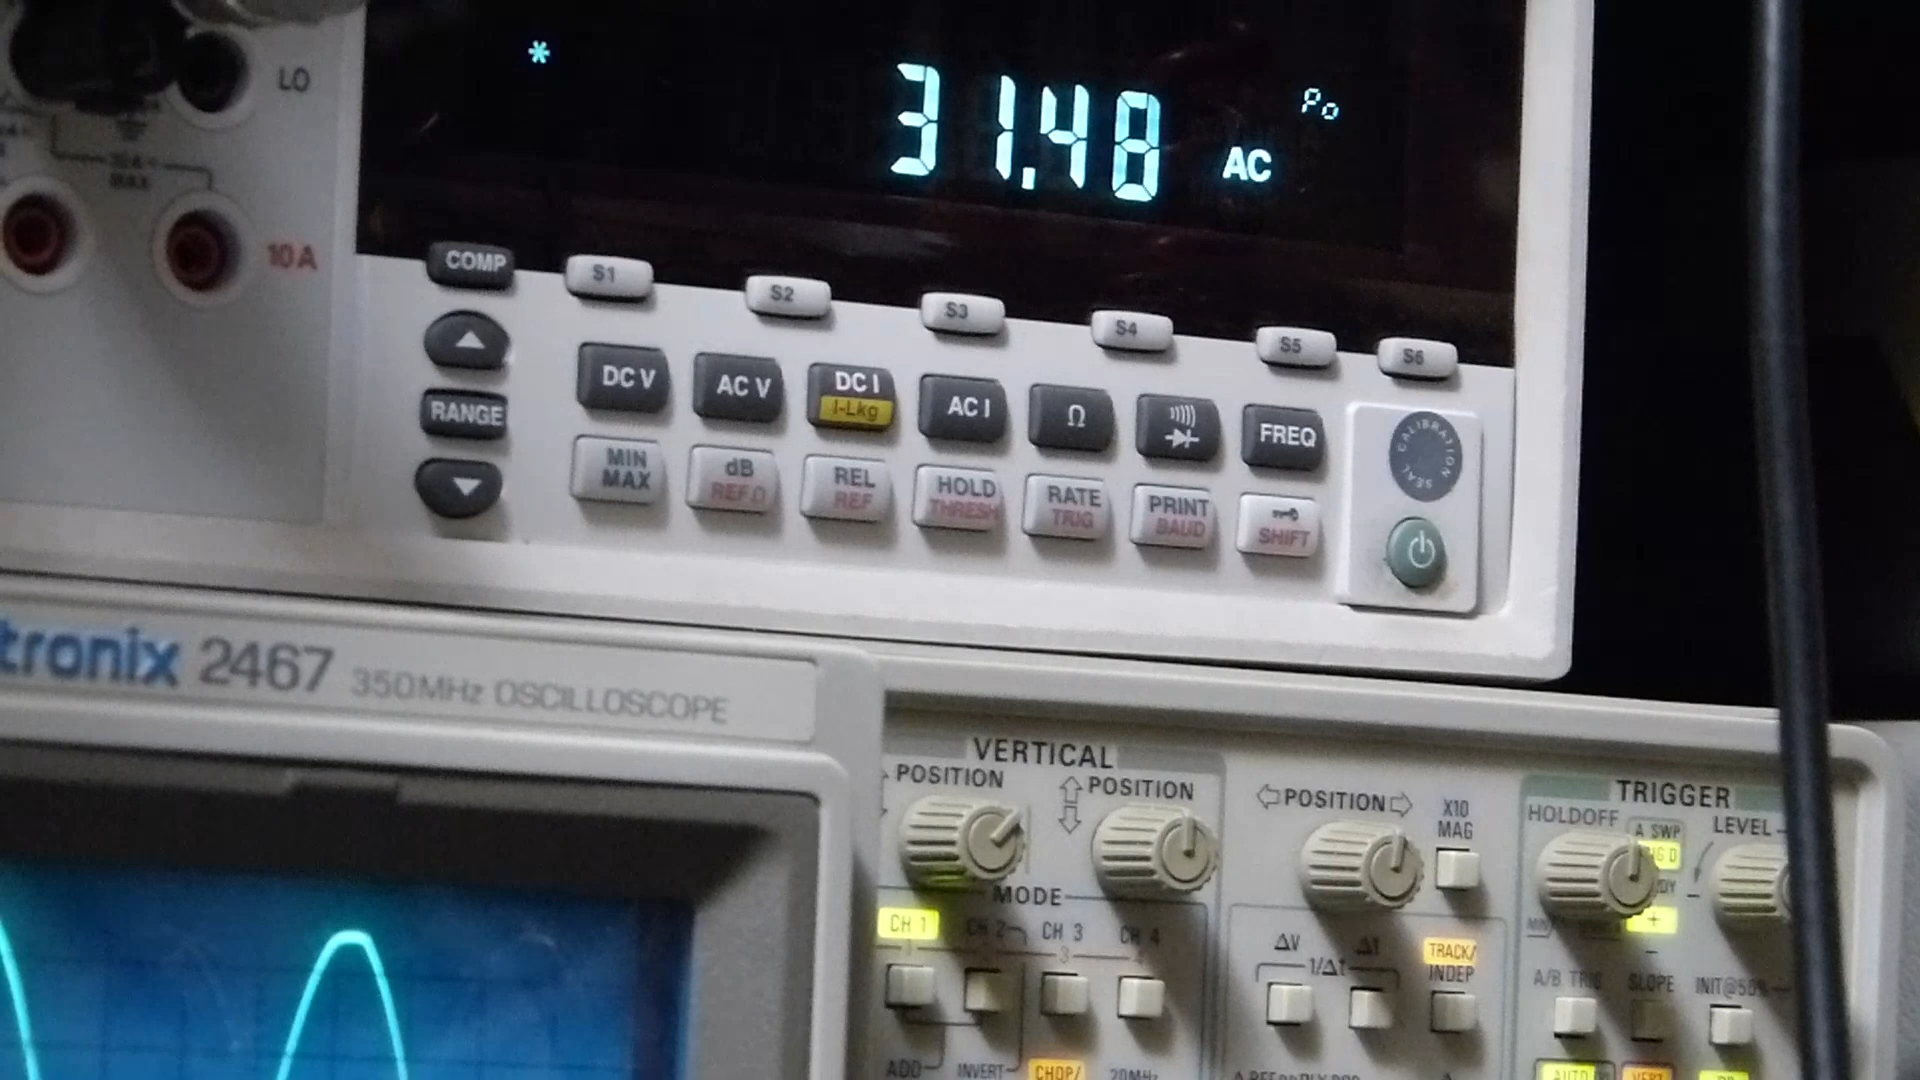 *
31.48
AC
Po
LO
10A
MAX
10A
COMP
S1
S2
S3
S4
S5
S6
RANGE
DC V
AC V
DC I
I-Lkg
AC I
Ω
FREQ
CALIBRATION SEAL
MIN
MAX
dB
REF Ω
REL
REF
HOLD
THRESH
RATE
TRIG
PRINT
BAUD
SHIFT
tronix 2467 350MHz OSCILLOSCOPE
VERTICAL
POSITION
POSITION
POSITION
X10
MAG
TRIGGER
HOLDOFF
A SWP
LEVEL
MIN
+
-
MODE
CH 1
CH 2
CH 3
CH 4
ΔV
Δt
1/Δt
TRACK/
INDEP
A/B TRIG
SLOPE
INIT@50%
ADD
INVERT
CHOP/
20MHz
AUTO
VERT